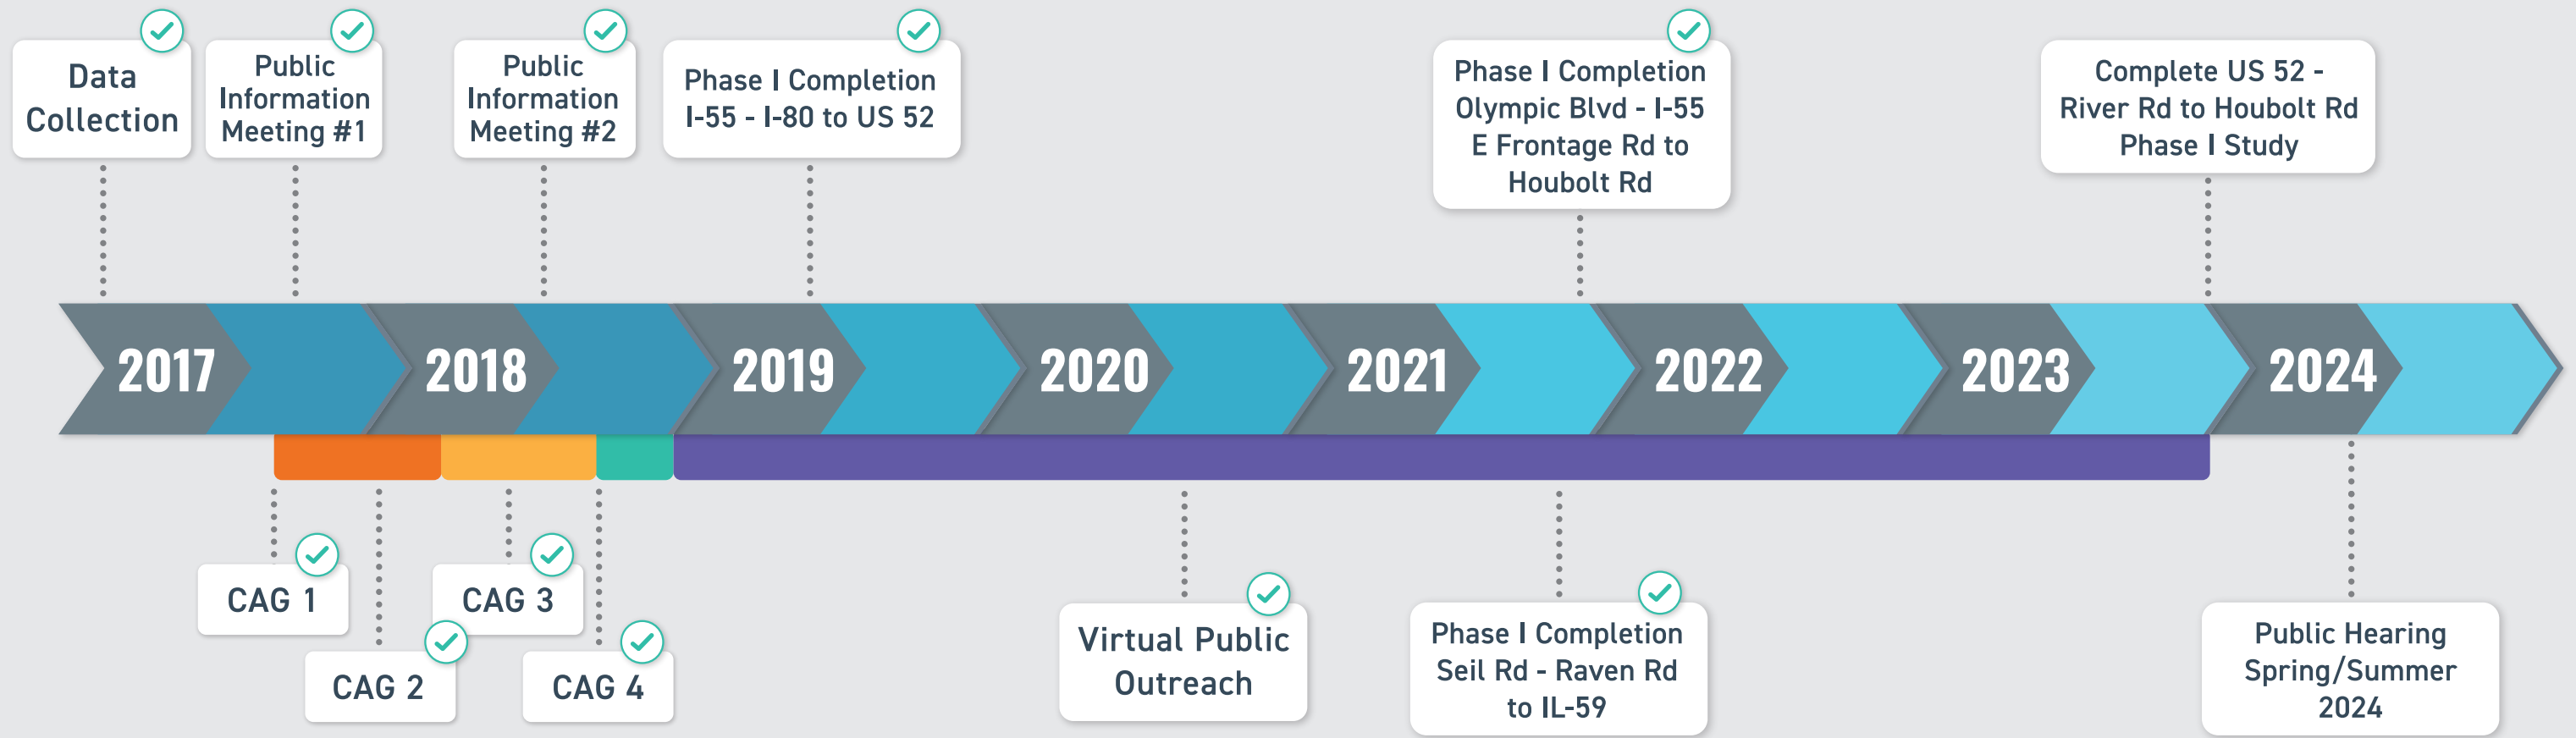 Data
Collection
Public
Information
Meeting #1
Public
Information
Meeting #2
Phase I Completion
I-55 - I-80 to US 52
Phase I Completion
Olympic Blvd - I-55
E Frontage Rd to
Houbolt Rd
Complete US 52 -
River Rd to Houbolt Rd
Phase I Study
2017
2018
2019
2020
2021
2022
2023
2024
CAG 1
CAG 2
CAG 3
CAG 4
Virtual Public
Outreach
Phase I Completion
Seil Rd - Raven Rd
to IL-59
Public Hearing
Spring/Summer
2024